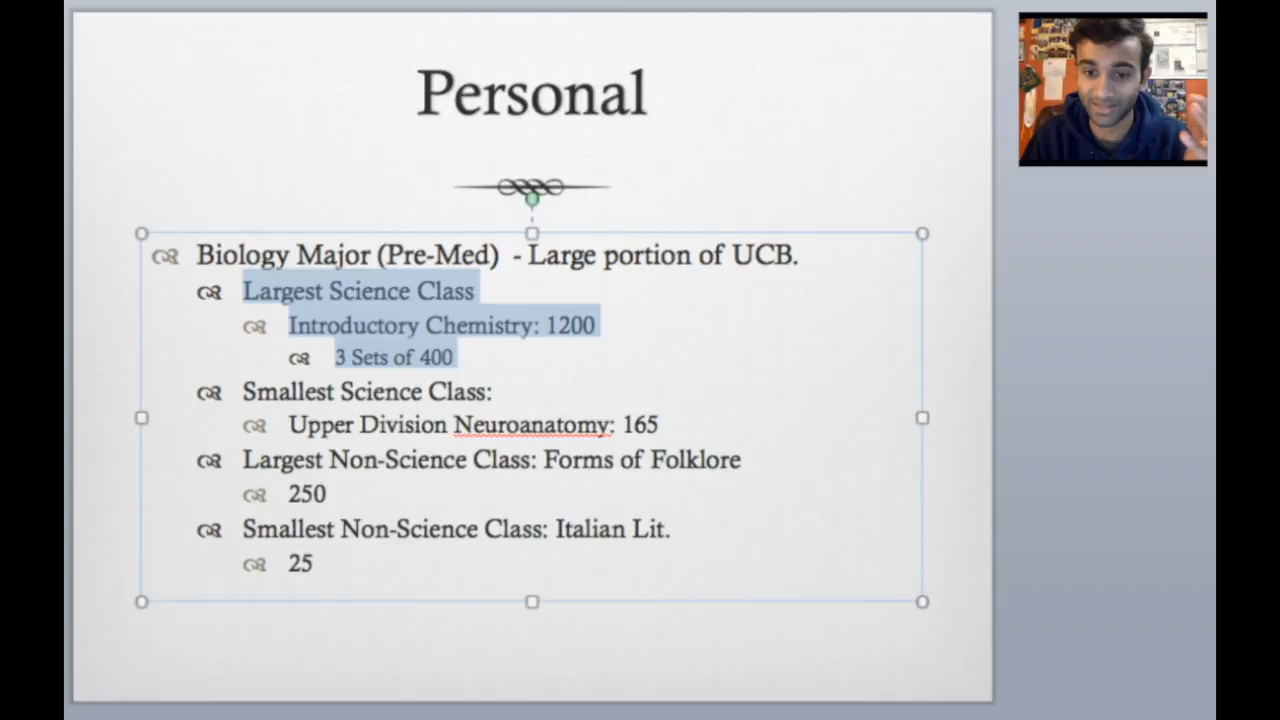 Personal
Biology Major (Pre-Med)  - Large portion of UCB.
Largest Science Class
Introductory Chemistry: 1200
3 Sets of 400
Smallest Science Class:
Upper Division Neuroanatomy: 165
Largest Non-Science Class: Forms of Folklore
250
Smallest Non-Science Class: Italian Lit.
25